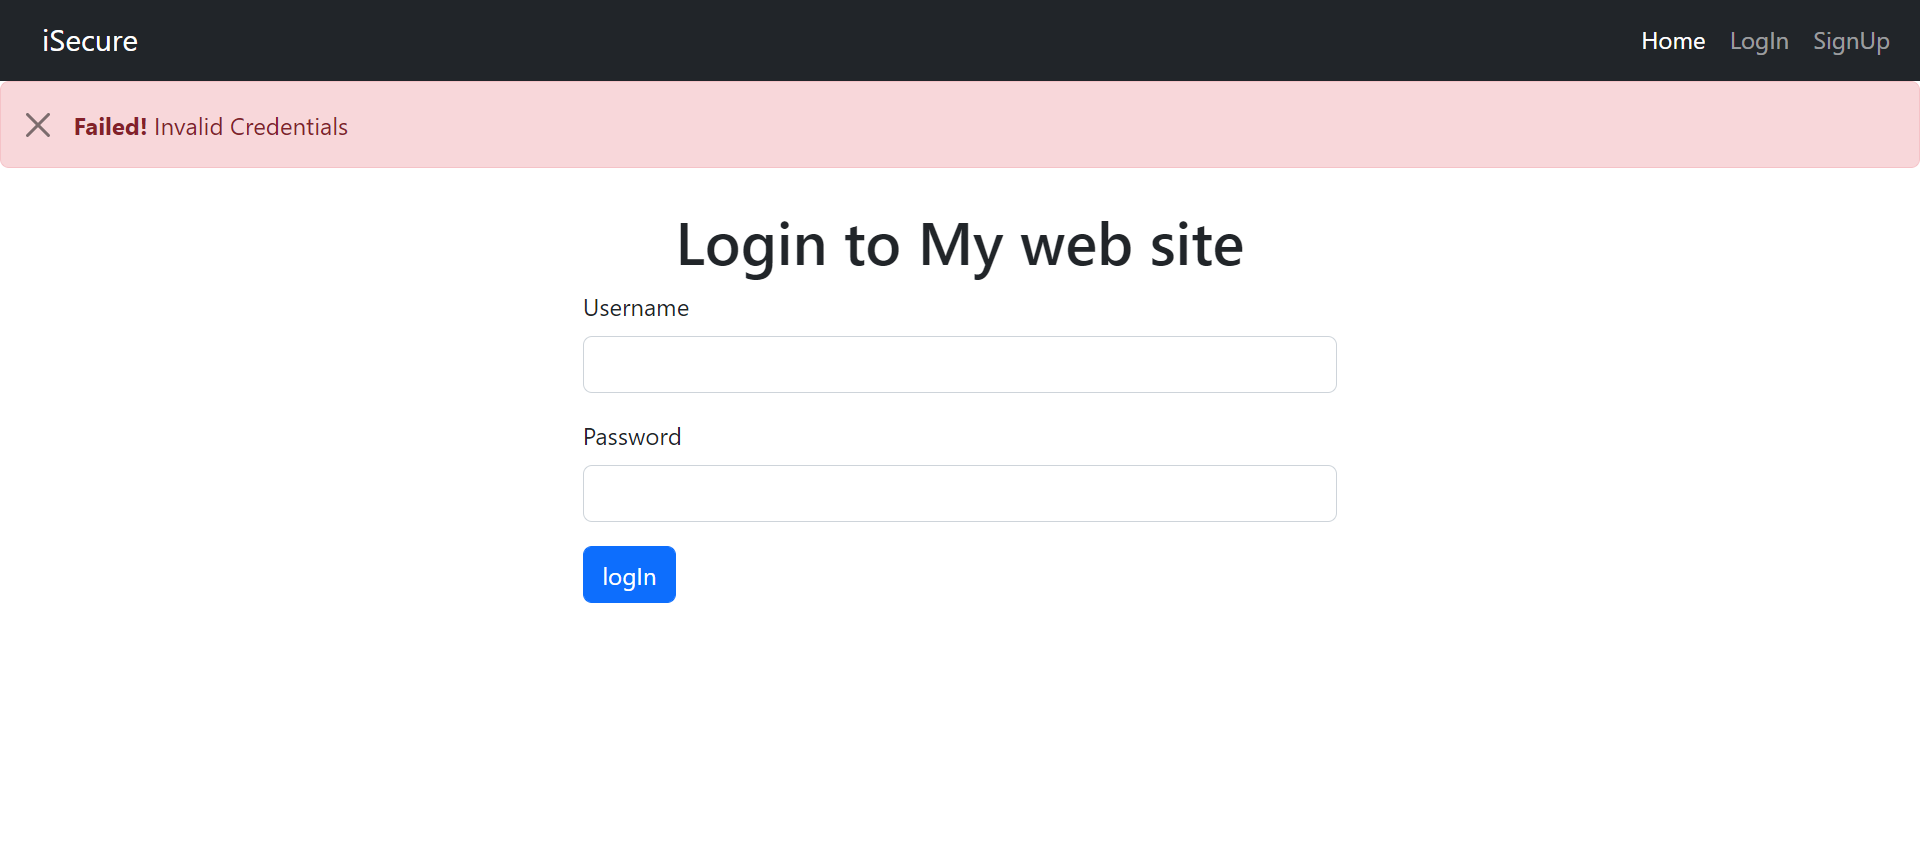 iSecure
Home LogIn SignUp
Failed! Invalid Credentials
Login to My web site
Username
Password
logIn